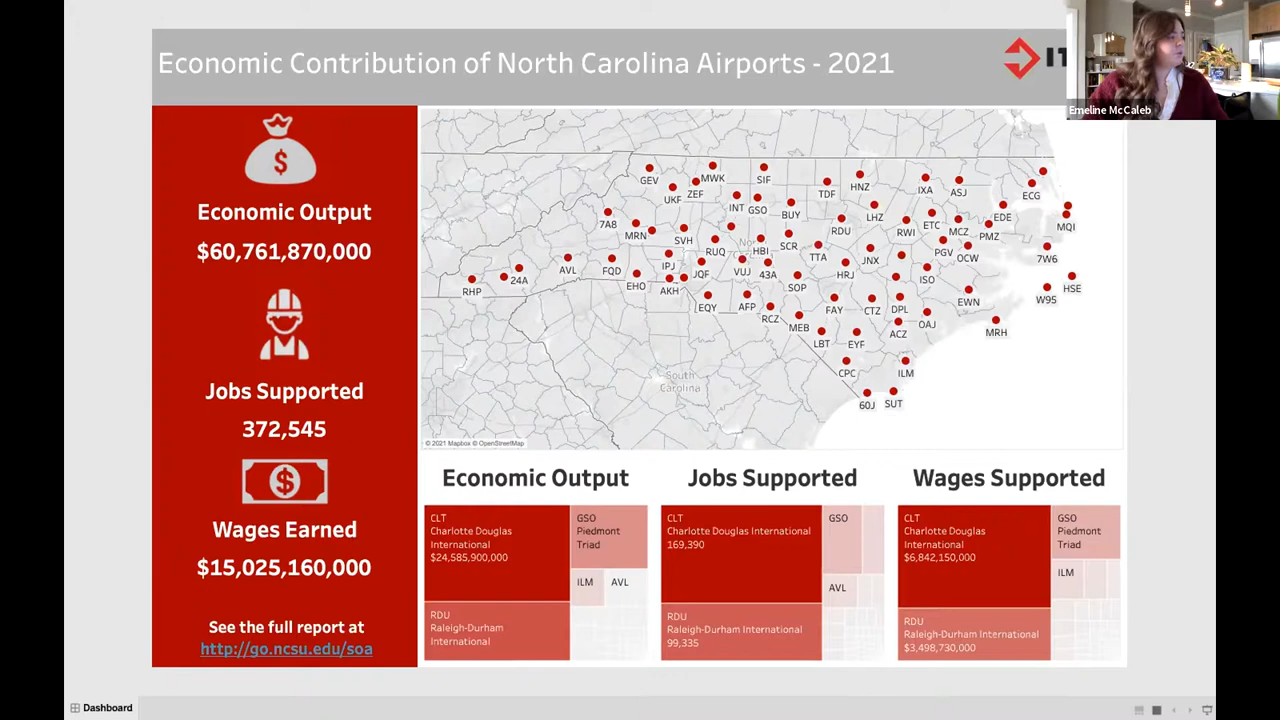 Economic Contribution of North Carolina Airports - 2021
Emeline McCaleb
$
Economic Output
$60,761,870,000
Jobs Supported
372,545
$
Wages Earned
$15,025,160,000
See the full report at
http://go.ncsu.edu/soa
GEV
MWK
SIF
UKF
ZEF
TDF
HNZ
IXA
ASJ
ECG
INT
GSO
BUY
LHZ
EDE
MQI
7A8
MRN
SVH
RUQ
HBI
SCR
RDU
RWI
ETC
MCZ
PMZ
RHP
24A
AVL
FQD
IPJ
JQF
VUJ
43A
TTA
JNX
PGV
OCW
7W6
EHO
AKH
SOP
HRJ
ISO
HSE
EQY
AFP
RCZ
FAY
CTZ
DPL
EWN
W95
MEB
LBT
EYF
ACZ
OAJ
MRH
CPC
ILM
60J
SUT
South
Carolina
© 2021 Mapbox © OpenStreetMap
Economic Output
CLT
Charlotte Douglas
International
$24,585,900,000
GSO
Piedmont
Triad
ILM
AVL
RDU
Raleigh-Durham
International
Jobs Supported
CLT
Charlotte Douglas International
169,390
GSO
AVL
RDU
Raleigh-Durham International
99,335
Wages Supported
CLT
Charlotte Douglas
International
$6,842,150,000
GSO
Piedmont
Triad
ILM
RDU
Raleigh-Durham International
$3,498,730,000
Dashboard